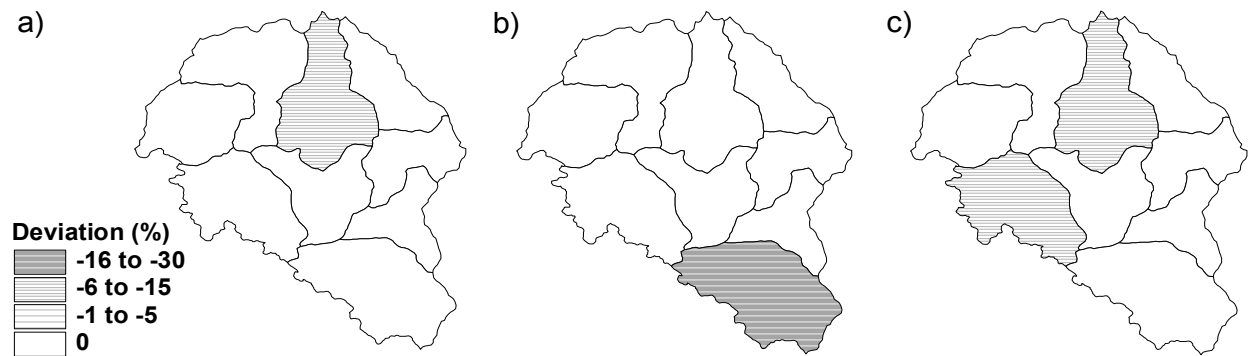 a)
b)
c)
Deviation (%)
-16 to -30
-6 to -15
-1 to -5
0